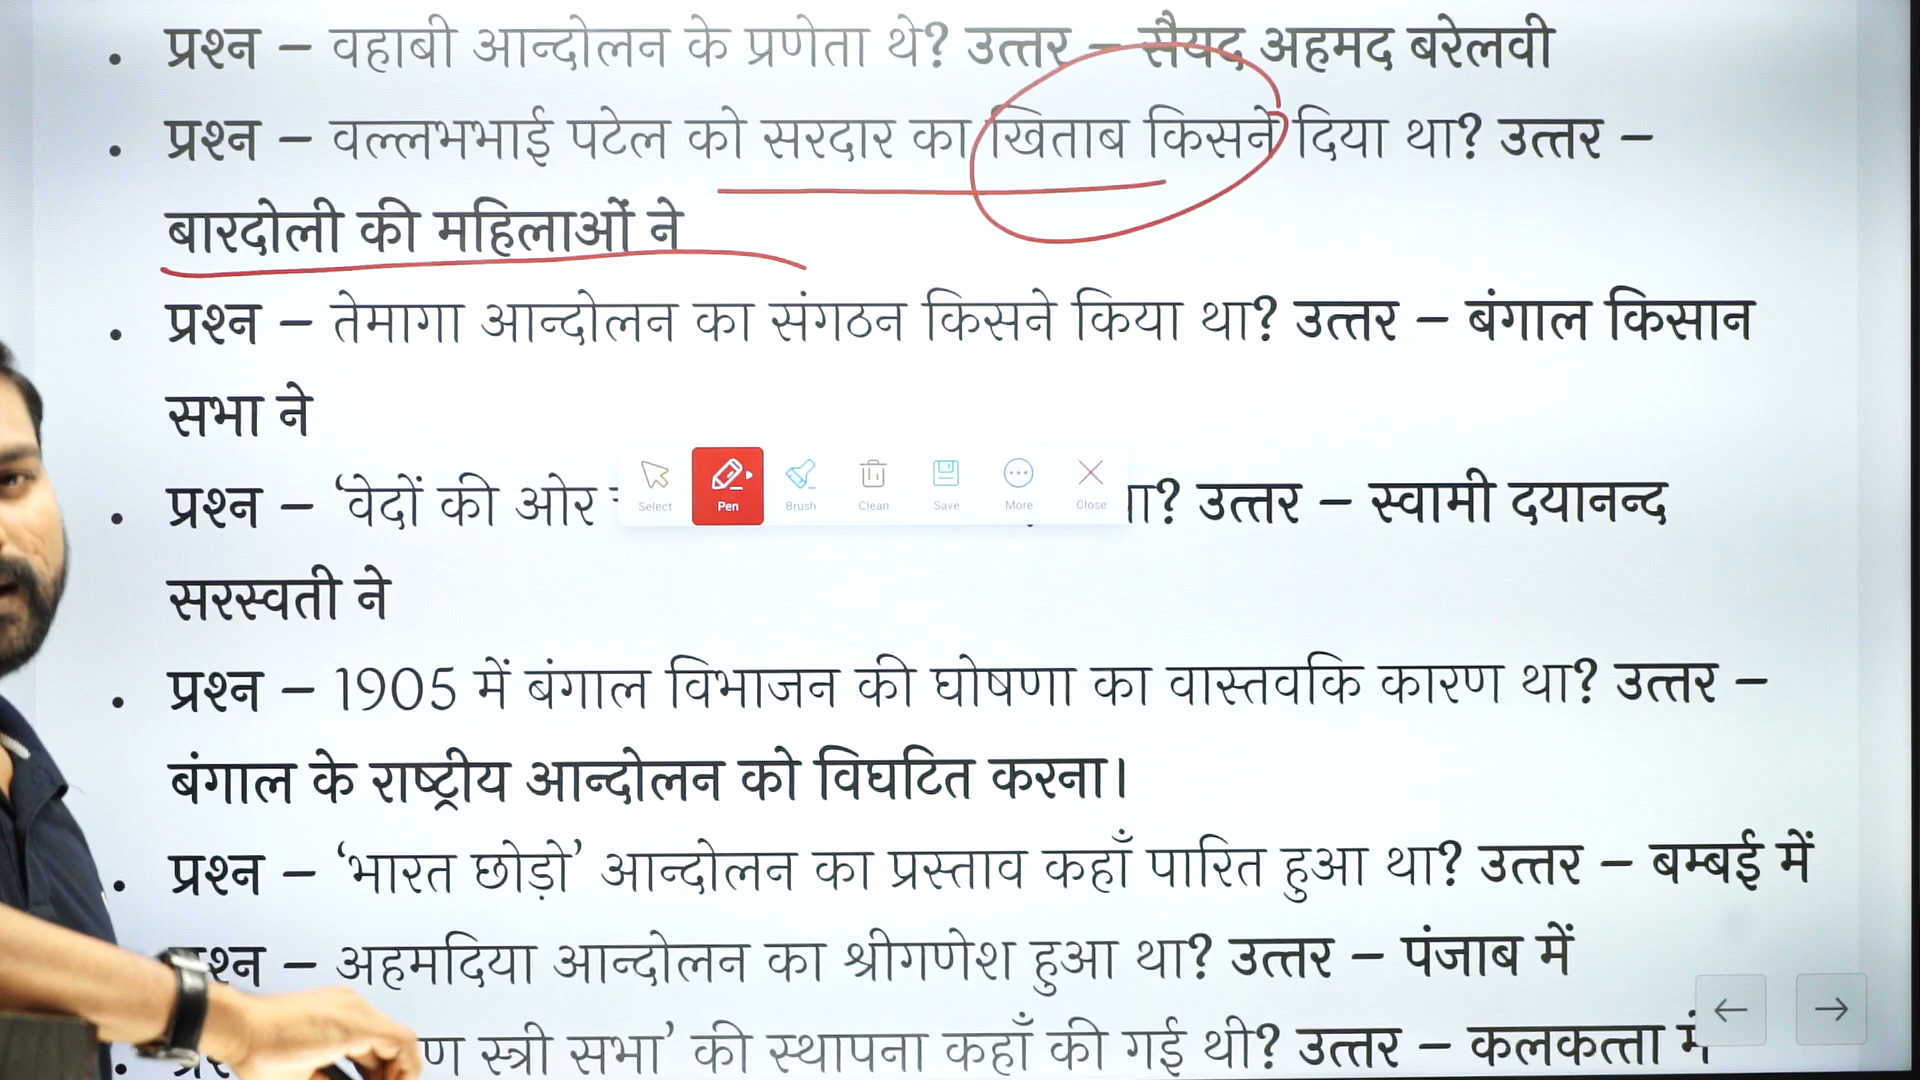 • प्रश्न – वहाबी आन्दोलन के प्रणेता थे? उत्तर – सैयद अहमद बरेलवी
• प्रश्न – वल्लभभाई पटेल को सरदार का खिताब किसने दिया था? उत्तर –
बारदोली की महिलाओं ने
• प्रश्न – तेमागा आन्दोलन का संगठन किसने किया था? उत्तर – बंगाल किसान
सभा ने
• प्रश्न – ‘वेदों की ओर
Select Pen Brush Clean Save More Close
? उत्तर – स्वामी दयानन्द
सरस्वती ने
• प्रश्न – 1905 में बंगाल विभाजन की घोषणा का वास्तवकि कारण था? उत्तर –
बंगाल के राष्ट्रीय आन्दोलन को विघटित करना।
• प्रश्न – ‘भारत छोड़ो’ आन्दोलन का प्रस्ताव कहाँ पारित हुआ था? उत्तर – बम्बई में
– अहमदिया आन्दोलन का श्रीगणेश हुआ था? उत्तर – पंजाब में
स्त्री सभा’ की स्थापना कहाँ की गई थी? उत्तर – कलकत्ता में